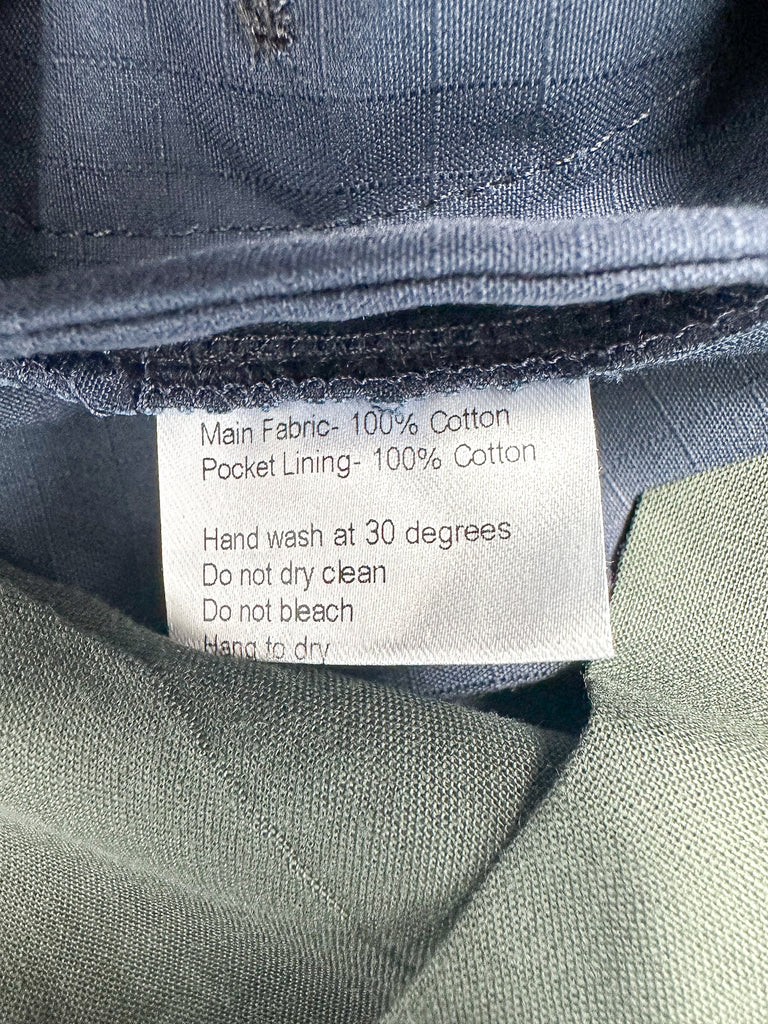 Main Fabric- 100% Cotton
Pocket Lining- 100% Cotton
Hand wash at 30 degrees
Do not dry clean
Do not bleach
Hang to dry